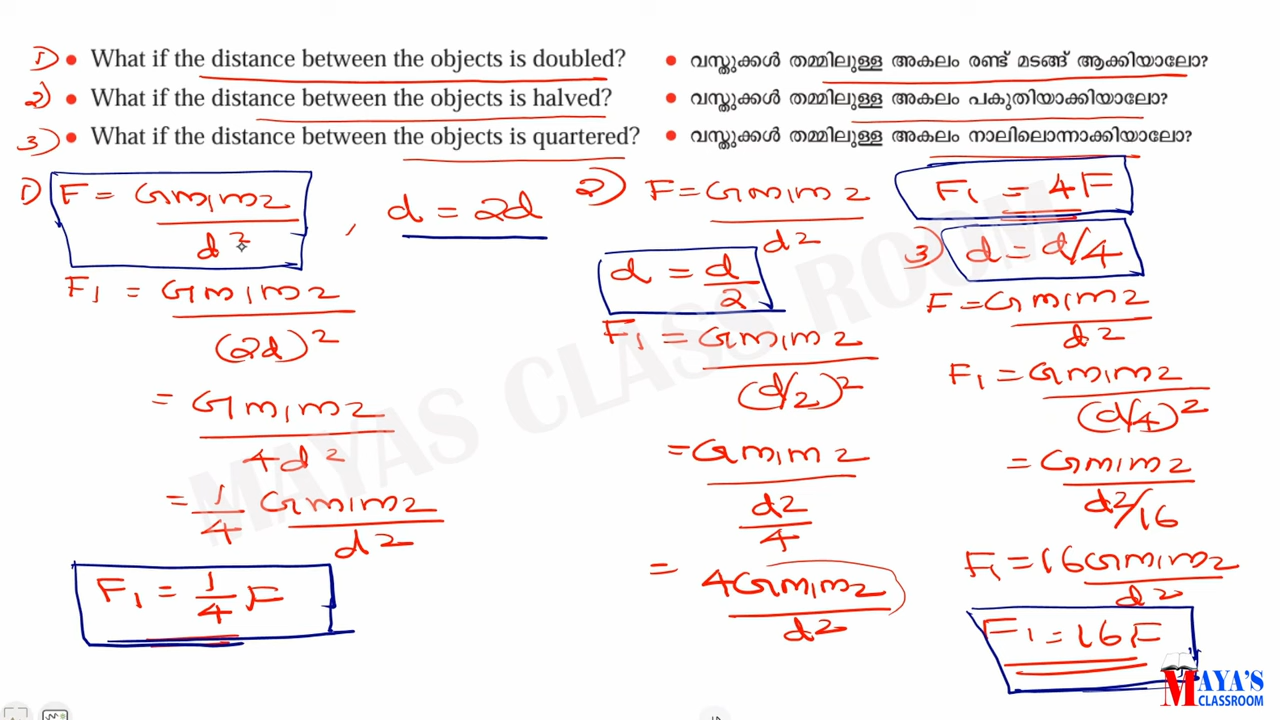 1) • What if the distance between the objects is doubled?
2) • What if the distance between the objects is halved?
3) • What if the distance between the objects is quartered?
• വസ്തുക്കൾ തമ്മിലുള്ള അകലം രണ്ട് മടങ്ങ് ആക്കിയാലോ?
• വസ്തുക്കൾ തമ്മിലുള്ള അകലം പകുതിയാക്കിയാലോ?
• വസ്തുക്കൾ തമ്മിലുള്ള അകലം നാലിലൊന്നാക്കിയാലോ?
1) F = Gm1m2/d², d = 2d
F1 = Gm1m2/(2d)²
= Gm1m2/4d²
= 1/4 Gm1m2/d²
F1 = 1/4 F
2) F = Gm1m2/d²
d = d/2
F1 = Gm1m2/(d/2)²
= Gm1m2/(d²/4)
= 4Gm1m2/d²
F1 = 4F
3) d = d/4
F = Gm1m2/d²
F1 = Gm1m2/(d/4)²
= Gm1m2/(d²/16)
F1 = 16Gm1m2/d²
F1 = 16F
MAYAS CLASS ROOM
MAYA'S
CLASSROOM